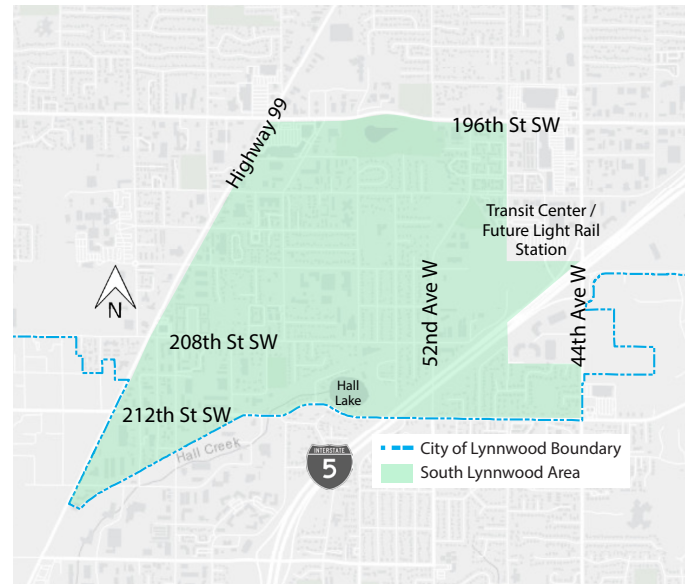 Highway 99
196th St SW
Transit Center /
Future Light Rail
Station
N
52nd Ave W
44th Ave W
208th St SW
Hall
Lake
212th St SW
Hall Creek
INTERSTATE
5
City of Lynnwood Boundary
South Lynnwood Area